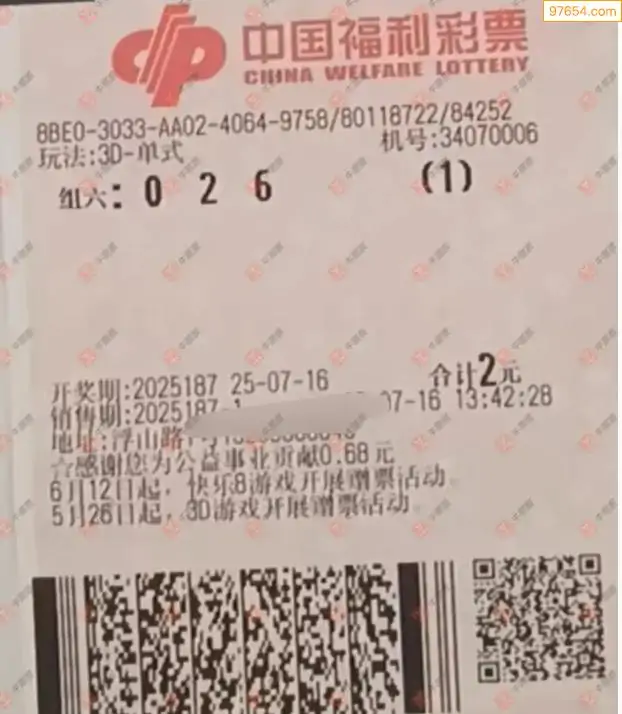 97654.com
中国福利彩票
CHINA WELFARE LOTTERY
8BE0-3033-AA02-4064-9758/80118722/84252
玩法:3D-单式 机号:34070006
组六: 0 2 6 (1)
开奖期:2025187 25-07-16 合计2元
销售期:2025187-1 07-16 13:42:28
地址:浮山路
感谢您为公益事业贡献0.68元
6月12日起，快乐8游戏开展赠票活动
5月26日起，3D游戏开展赠票活动